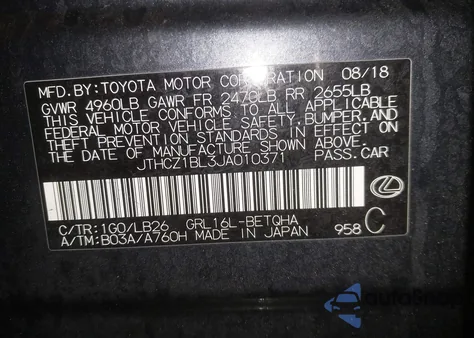 MFD.BY:TOYOTA MOTOR CORPORATION 08/18
GVWR 4960LB GAWR FR 2470LB RR 2655LB
THIS VEHICLE CONFORMS TO ALL APPLICABLE
FEDERAL MOTOR VEHICLE SAFETY, BUMPER, AND
THEFT PREVENTION STANDARDS IN EFFECT ON
THE DATE OF MANUFACTURE SHOWN ABOVE.
JTHCZ1BL3JA010371 PASS.CAR
C/TR:1G0/LB26 GRL16L-BETQHA
A/TM:B03A/A760H MADE IN JAPAN 958 C